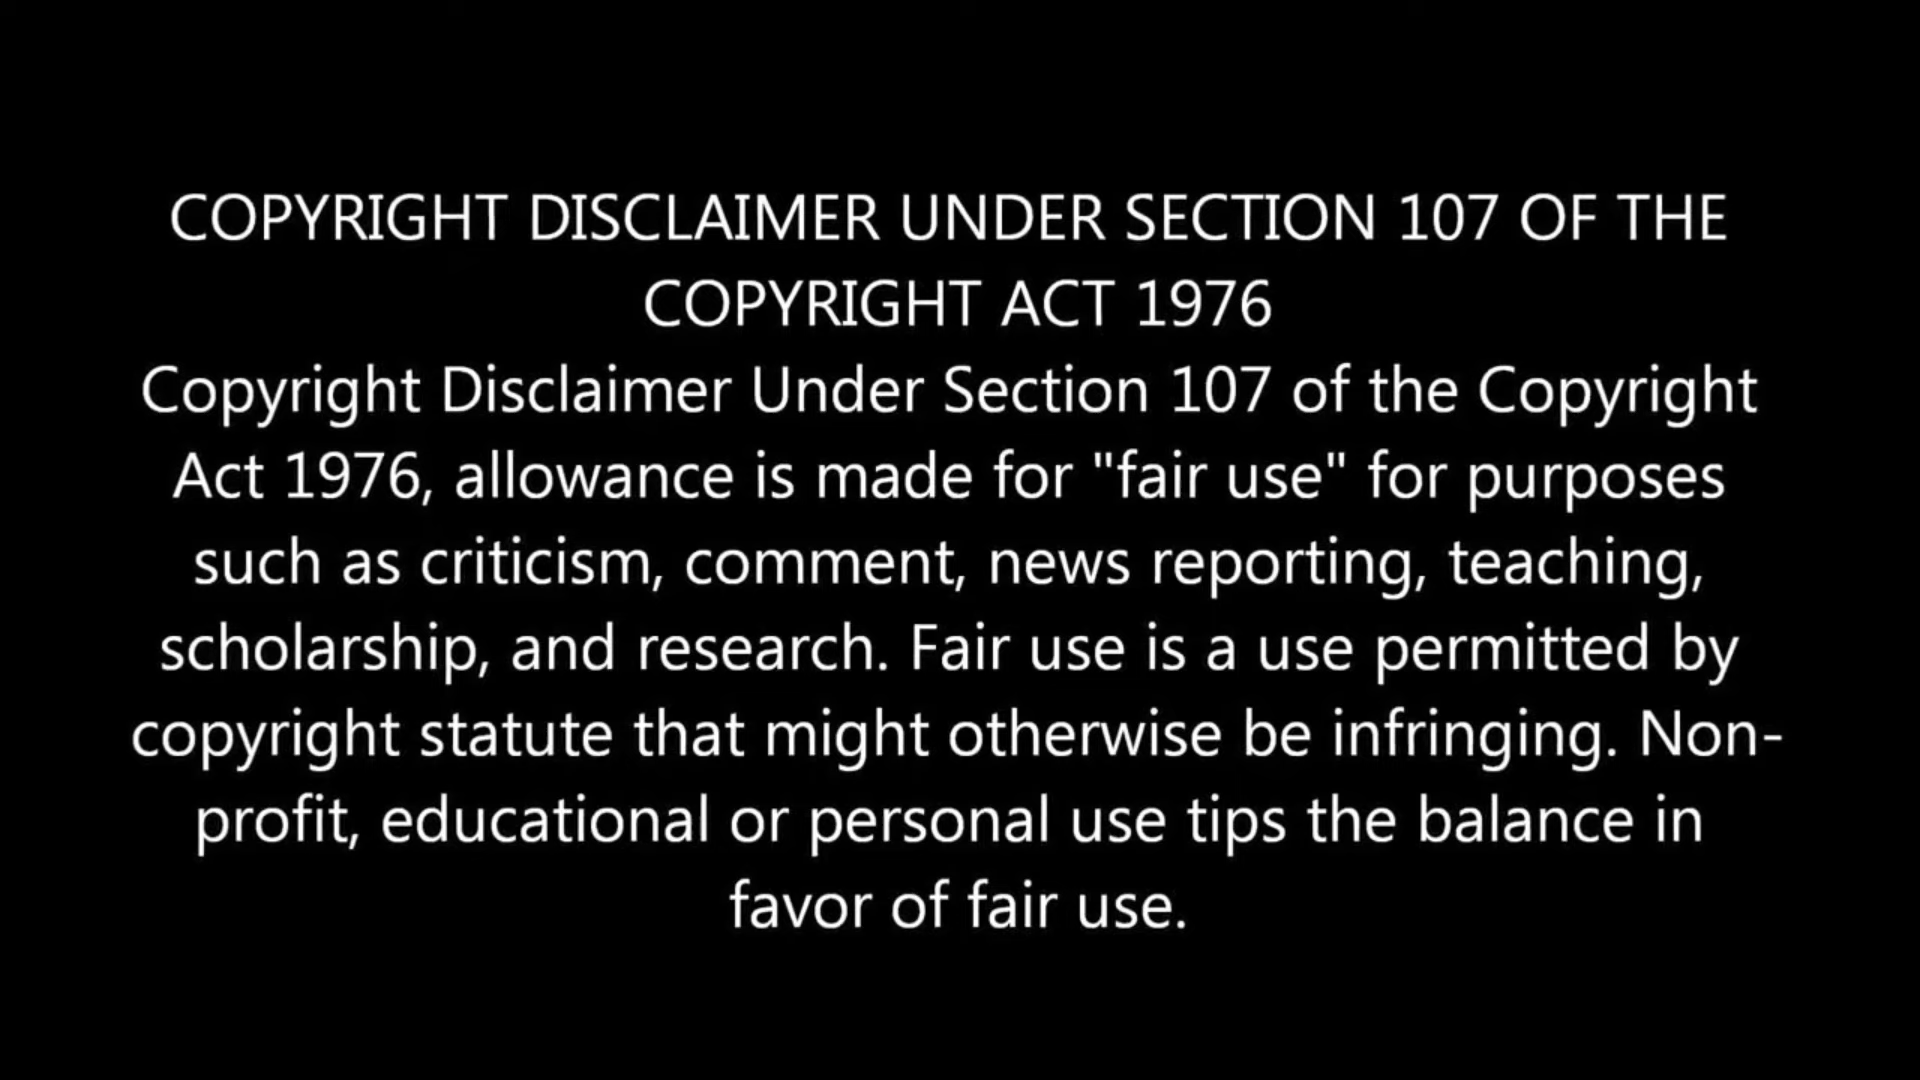 COPYRIGHT DISCLAIMER UNDER SECTION 107 OF THE
COPYRIGHT ACT 1976
Copyright Disclaimer Under Section 107 of the Copyright
Act 1976, allowance is made for "fair use" for purposes
such as criticism, comment, news reporting, teaching,
scholarship, and research. Fair use is a use permitted by
copyright statute that might otherwise be infringing. Non-
profit, educational or personal use tips the balance in
favor of fair use.